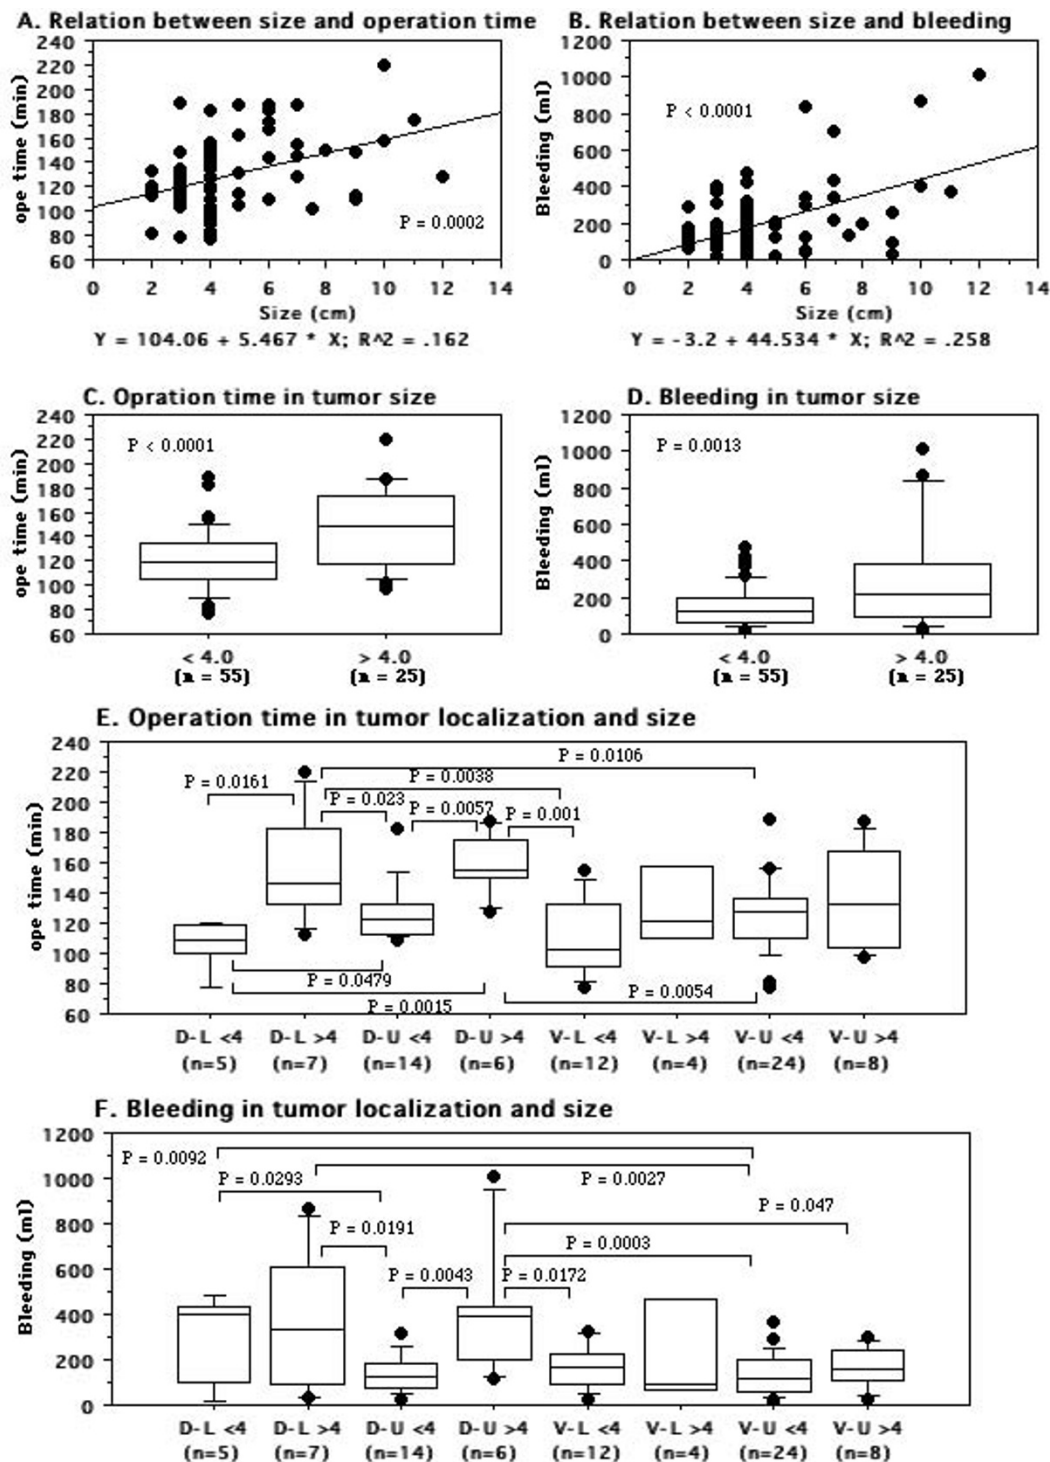 A. Relation between size and operation time
240
220
200
180
160
140
120
100
80
60
ope time (min)
P = 0.0002
0 2 4 6 8 10 12 14
Size (cm)
Y = 104.06 + 5.467 * X; R^2 = .162
B. Relation between size and bleeding
1200
1000
800
600
400
200
0
Bleeding (ml)
P < 0.0001
0 2 4 6 8 10 12 14
Size (cm)
Y = -3.2 + 44.534 * X; R^2 = .258
C. Opration time in tumor size
240
220
200
180
160
140
120
100
80
60
ope time (min)
P < 0.0001
< 4.0 > 4.0
(n = 55) (n = 25)
D. Bleeding in tumor size
1200
1000
800
600
400
200
0
Bleeding (ml)
P = 0.0013
< 4.0 > 4.0
(n = 55) (n = 25)
E. Operation time in tumor localization and size
240
220
200
180
160
140
120
100
80
60
ope time (min)
P = 0.0106
P = 0.0038
P = 0.0161
P = 0.023
P = 0.0057
P = 0.001
P = 0.0479
P = 0.0054
P = 0.0015
D-L <4 D-L >4 D-U <4 D-U >4 V-L <4 V-L >4 V-U <4 V-U >4
(n=5) (n=7) (n=14) (n=6) (n=12) (n=4) (n=24) (n=8)
F. Bleeding in tumor localization and size
1200
1000
800
600
400
200
0
Bleeding (ml)
P = 0.0092
P = 0.0293
P = 0.0027
P = 0.047
P = 0.0191
P = 0.0003
P = 0.0043
P = 0.0172
D-L <4 D-L >4 D-U <4 D-U >4 V-L <4 V-L >4 V-U <4 V-U >4
(n=5) (n=7) (n=14) (n=6) (n=12) (n=4) (n=24) (n=8)